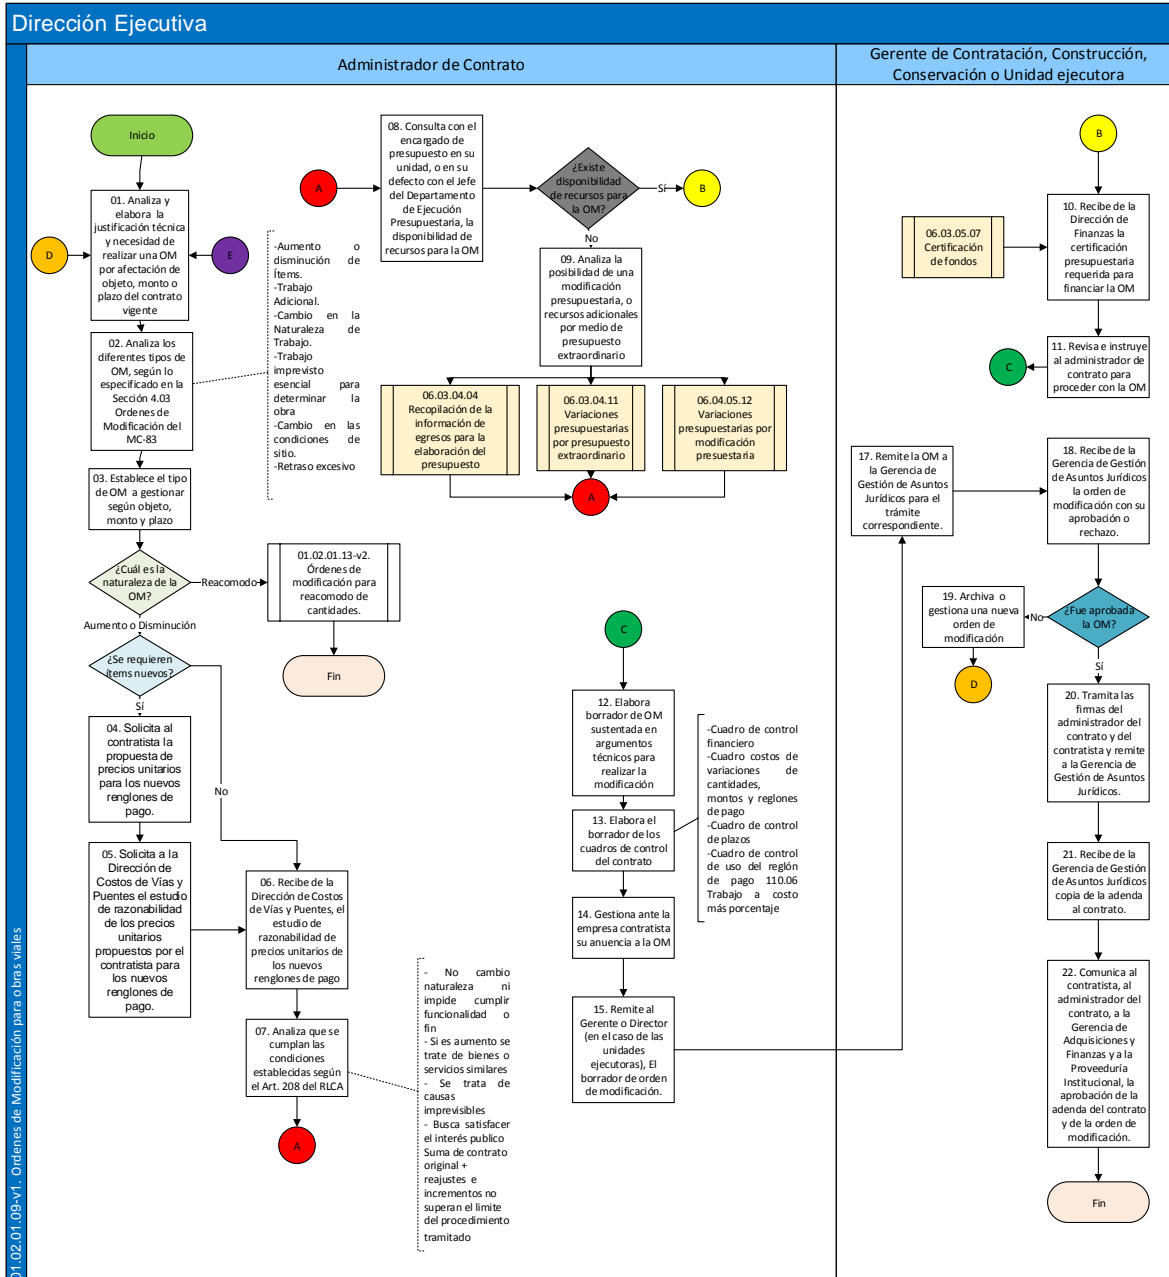 Dirección Ejecutiva
01.02.01.09-v1. Ordenes de Modificación para obras viales
Administrador de Contrato
Gerente de Contratación, Construcción,
Conservación o Unidad ejecutora
Inicio
01. Analiza y
elabora la
justificación técnica
y necesidad de
realizar una OM
por afectación de
objeto, monto o
plazo del contrato
vigente
D
E
02. Analiza los
diferentes tipos de
OM, según lo
especificado en la
Sección 4.03
Ordenes de
Modificación del
MC-83
-Aumento o
disminución de
Ítems.
-Trabajo
Adicional.
-Cambio en la
Naturaleza de
Trabajo.
-Trabajo
imprevisto
esencial para
determinar la
obra
-Cambio en las
condiciones de
sitio.
-Retraso excesivo
03. Establece el tipo
de OM a gestionar
según objeto,
monto y plazo
¿Cuál es la
naturaleza de la
OM?
Reacomodo
01.02.01.13-v2.
Órdenes de
modificación para
reacomodo de
cantidades.
Fin
Aumento o Disminución
¿Se requieren
ítems nuevos?
Sí
No
04. Solicita al
contratista la
propuesta de
precios unitarios
para los nuevos
renglones de
pago.
05. Solicita a la
Dirección de
Costos de Vías y
Puentes el estudio
de razonabilidad
de los precios
unitarios
propuestos por el
contratista para
los nuevos
renglones de
pago.
06. Recibe de la
Dirección de Costos
de Vías y Puentes, el
estudio de
razonabilidad de
precios unitarios de
los nuevos
renglones de pago
07. Analiza que se
cumplan las
condiciones
establecidas según
el Art. 208 del RLCA
- No cambio
naturaleza ni
impide cumplir
funcionalidad o
fin
- Si es aumento se
trate de bienes o
servicios similares
- Se trata de
causas
imprevisibles
- Busca satisfacer
el interés publico
Suma de contrato
original +
reajustes e
incrementos no
superan el limite
del procedimiento
tramitado
A
A
08. Consulta con el
encargado de
presupuesto en su
unidad, o en su
defecto con el Jefe
del Departamento
de Ejecución
Presupuestaria, la
disponibilidad de
recursos para la OM
¿Existe
disponibilidad
de recursos para
la OM?
Sí
B
No
09. Analiza la
posibilidad de una
modificación
presupuestaria, o
recursos adicionales
por medio de
presupuesto
extraordinario
06.03.04.04
Recopilación de la
información de
egresos para la
elaboración del
presupuesto
06.03.04.11
Variaciones
presupuestarias
por presupuesto
extraordinario
06.04.05.12
Variaciones
presupuestarias por
modificación
presuestaria
A
C
12. Elabora
borrador de OM
sustentada en
argumentos
técnicos para
realizar la
modificación
13. Elabora el
borrador de los
cuadros de control
del contrato
-Cuadro de control
financiero
-Cuadro costos de
variaciones de
cantidades,
montos y reglones
de pago
-Cuadro de control
de plazos
-Cuadro de control
de uso del reglón
de pago 110.06
Trabajo a costo
más porcentaje
14. Gestiona ante la
empresa contratista
su anuencia a la OM
15. Remite al
Gerente o Director
(en el caso de las
unidades
ejecutoras), El
borrador de orden
de modificación.
B
06.03.05.07
Certificación
de fondos
10. Recibe de la
Dirección de
Finanzas la
certificación
presupuestaria
requerida para
financiar la OM
11. Revisa e instruye
al administrador de
contrato para
proceder con la OM
C
17. Remite la OM a
la Gerencia de
Gestión de Asuntos
Jurídicos para el
trámite
correspondiente.
18. Recibe de la
Gerencia de Gestión
de Asuntos Jurídicos
la orden de
modificación con su
aprobación o
rechazo.
¿Fue aprobada
la OM?
No
19. Archiva o
gestiona una nueva
orden de
modificación
D
Sí
20. Tramita las
firmas del
administrador del
contrato y del
contratista y remite
a la Gerencia de
Gestión de Asuntos
Jurídicos.
21. Recibe de la
Gerencia de Gestión
de Asuntos Jurídicos
copia de la adenda
al contrato.
22. Comunica al
contratista, al
administrador del
contrato, a la
Gerencia de
Adquisiciones y
Finanzas y a la
Proveeduría
Institucional, la
aprobación de la
adenda del contrato
y de la orden de
modificación.
Fin